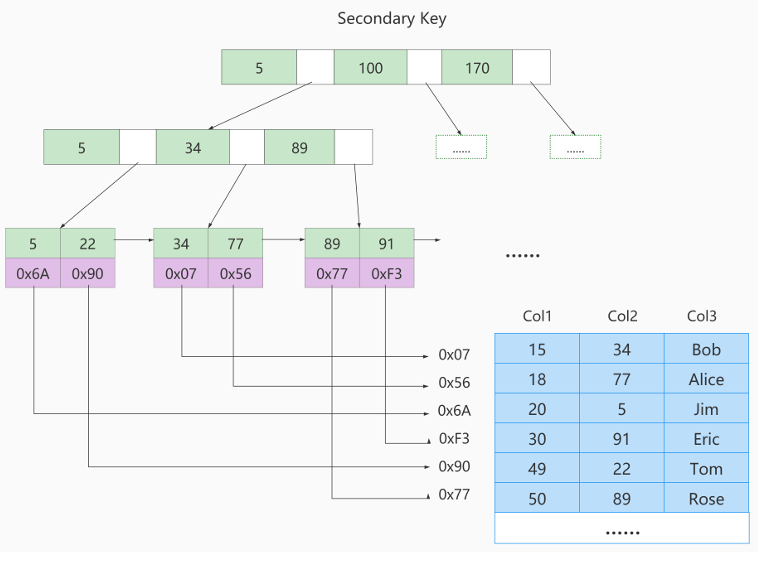 Secondary Key
5 100 170
5 34 89
...... ......
5 22 34 77 89 91
0x6A 0x90 0x07 0x56 0x77 0xF3
......
Col1 Col2 Col3
0x07 15 34 Bob
0x56 18 77 Alice
0x6A 20 5 Jim
0xF3 30 91 Eric
0x90 49 22 Tom
0x77 50 89 Rose
......